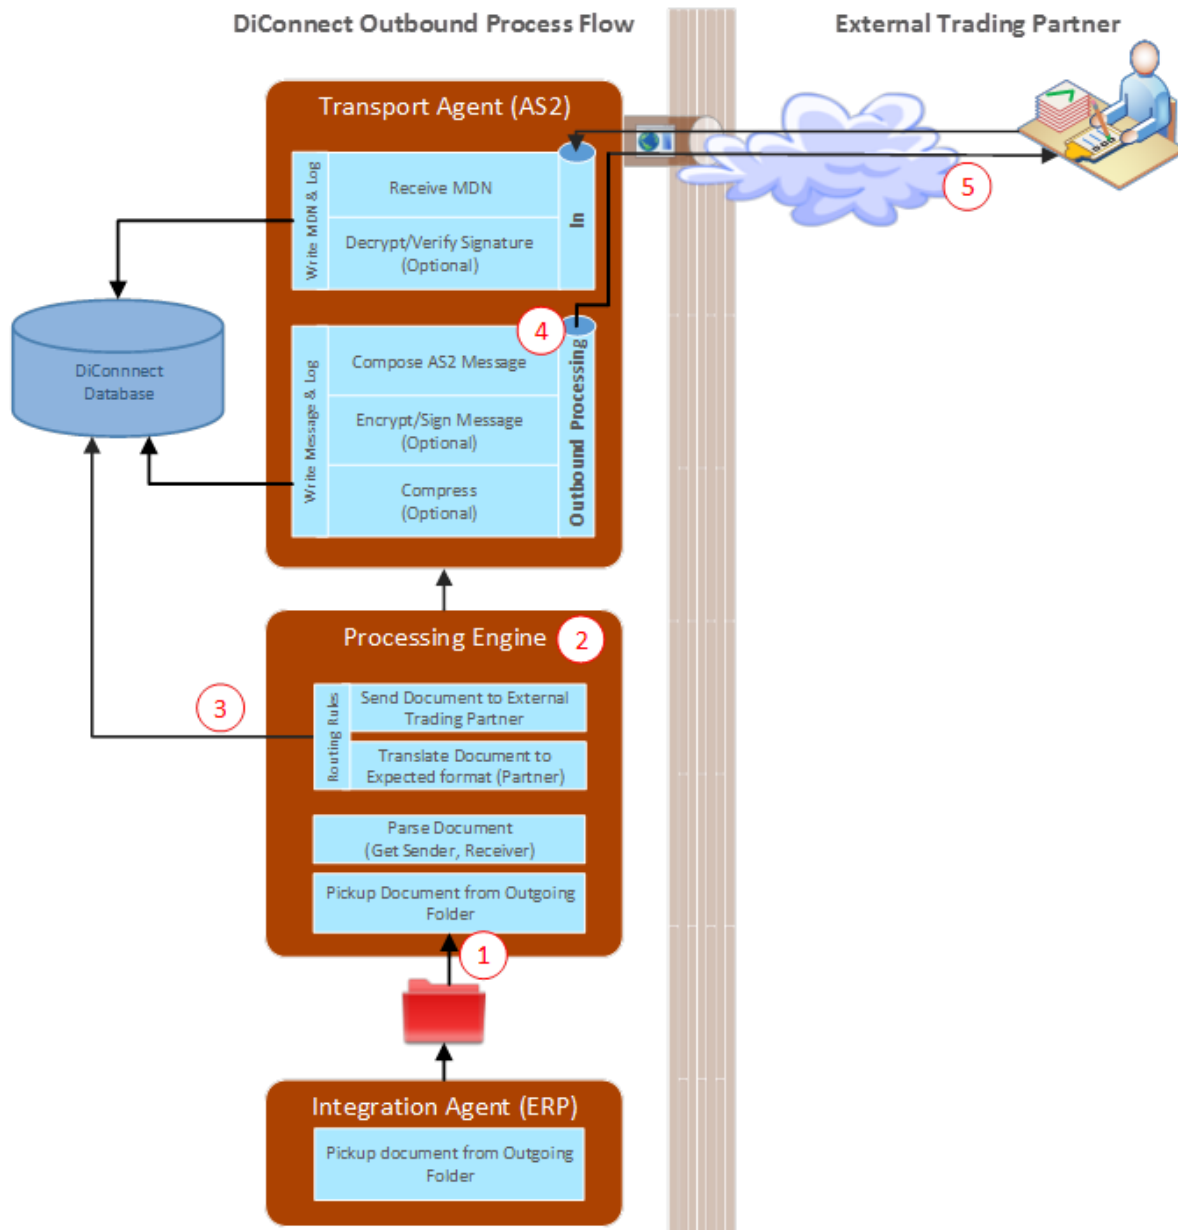 DiConnect Outbound Process Flow
External Trading Partner
Transport Agent (AS2)
Write MDN & Log
Receive MDN
Decrypt/Verify Signature
(Optional)
In
5
4
DiConnnect
Database
Write Message & Log
Compose AS2 Message
Encrypt/Sign Message
(Optional)
Compress
(Optional)
Outbound Processing
Processing Engine
2
3
Routing Rules
Send Document to External
Trading Partner
Translate Document to
Expected format (Partner)
Parse Document
(Get Sender, Receiver)
Pickup Document from Outgoing
Folder
1
Integration Agent (ERP)
Pickup document from Outgoing
Folder